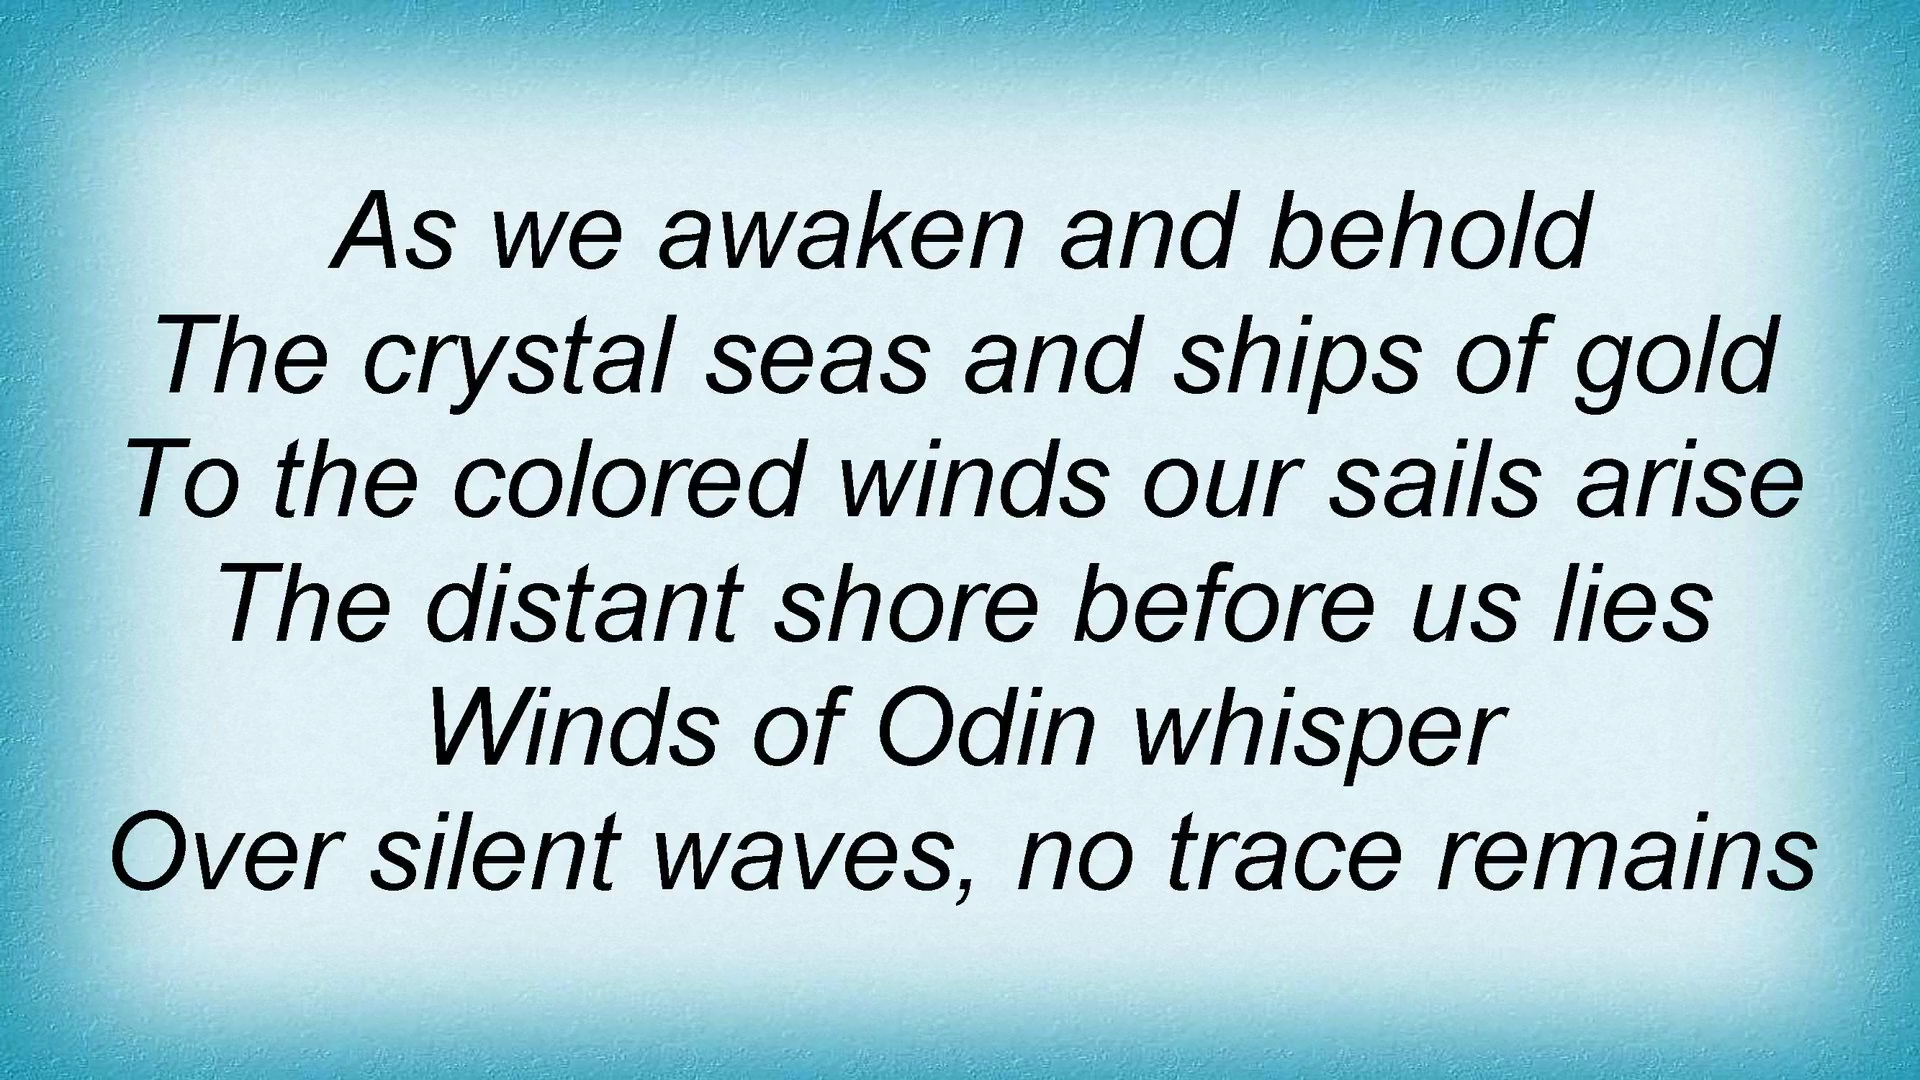 As we awaken and behold
The crystal seas and ships of gold
To the colored winds our sails arise
The distant shore before us lies
Winds of Odin whisper
Over silent waves, no trace remains